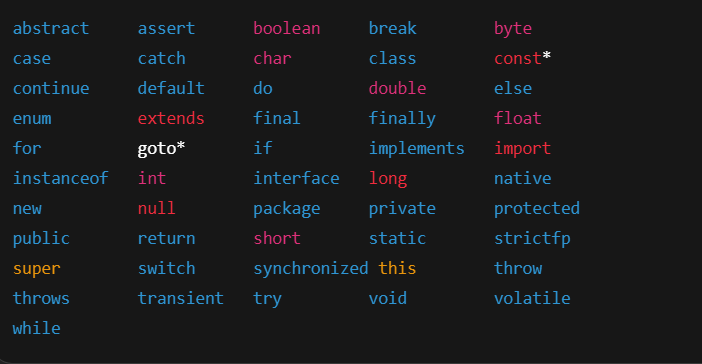 abstract assert boolean break byte
case catch char class const*
continue default do double else
enum extends final finally float
for goto* if implements import
instanceof int interface long native
new null package private protected
public return short static strictfp
super switch synchronized this throw
throws transient try void volatile
while